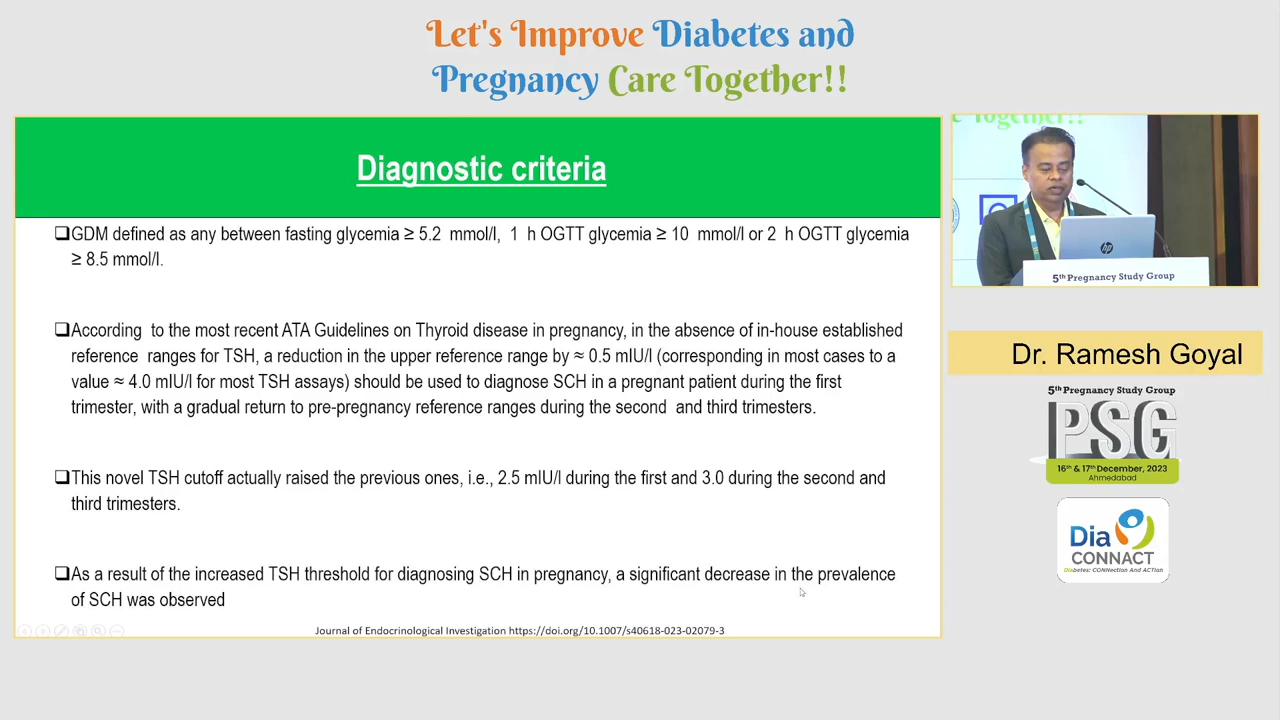 Let's Improve Diabetes and
Pregnancy Care Together!!
Diagnostic criteria
❑GDM defined as any between fasting glycemia ≥ 5.2 mmol/l, 1 h OGTT glycemia ≥ 10 mmol/l or 2 h OGTT glycemia
≥ 8.5 mmol/l.
❑According to the most recent ATA Guidelines on Thyroid disease in pregnancy, in the absence of in-house established
reference ranges for TSH, a reduction in the upper reference range by ≈ 0.5 mIU/l (corresponding in most cases to a
value ≈ 4.0 mIU/l for most TSH assays) should be used to diagnose SCH in a pregnant patient during the first
trimester, with a gradual return to pre-pregnancy reference ranges during the second and third trimesters.
❑This novel TSH cutoff actually raised the previous ones, i.e., 2.5 mIU/l during the first and 3.0 during the second and
third trimesters.
❑As a result of the increased TSH threshold for diagnosing SCH in pregnancy, a significant decrease in the prevalence
of SCH was observed
Journal of Endocrinological Investigation https://doi.org/10.1007/s40618-023-02079-3
Together!!
hp
5th Pregnancy Study Group
Dr. Ramesh Goyal
5th Pregnancy Study Group
PSG
16th & 17th December, 2023
Ahmedabad
Dia
CONNACT
Diabetes: CONNection And ACTion